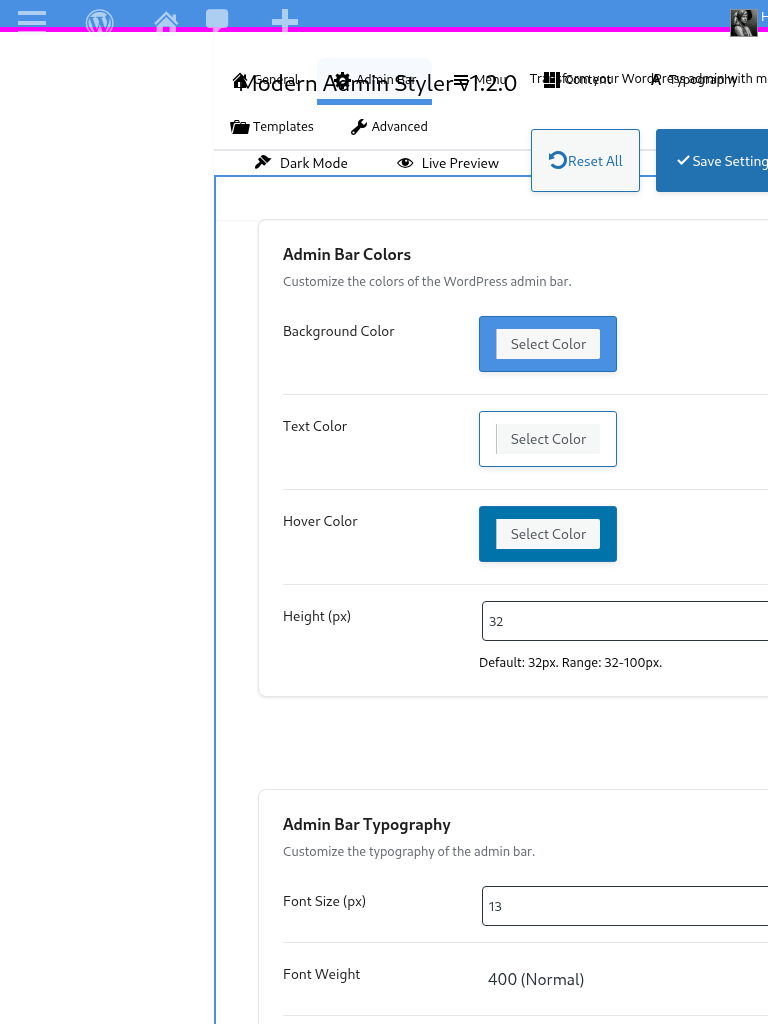 H
Modern Admin Styler v1.2.0
Transform your WordPress admin with m
General
Admin Bar
Menu
Content
Typography
Templates
Advanced
Dark Mode
Live Preview
Reset All
Save Setting
Admin Bar Colors
Customize the colors of the WordPress admin bar.
Background Color
Select Color
Text Color
Select Color
Hover Color
Select Color
Height (px)
32
Default: 32px. Range: 32-100px.
Admin Bar Typography
Customize the typography of the admin bar.
Font Size (px)
13
Font Weight
400 (Normal)